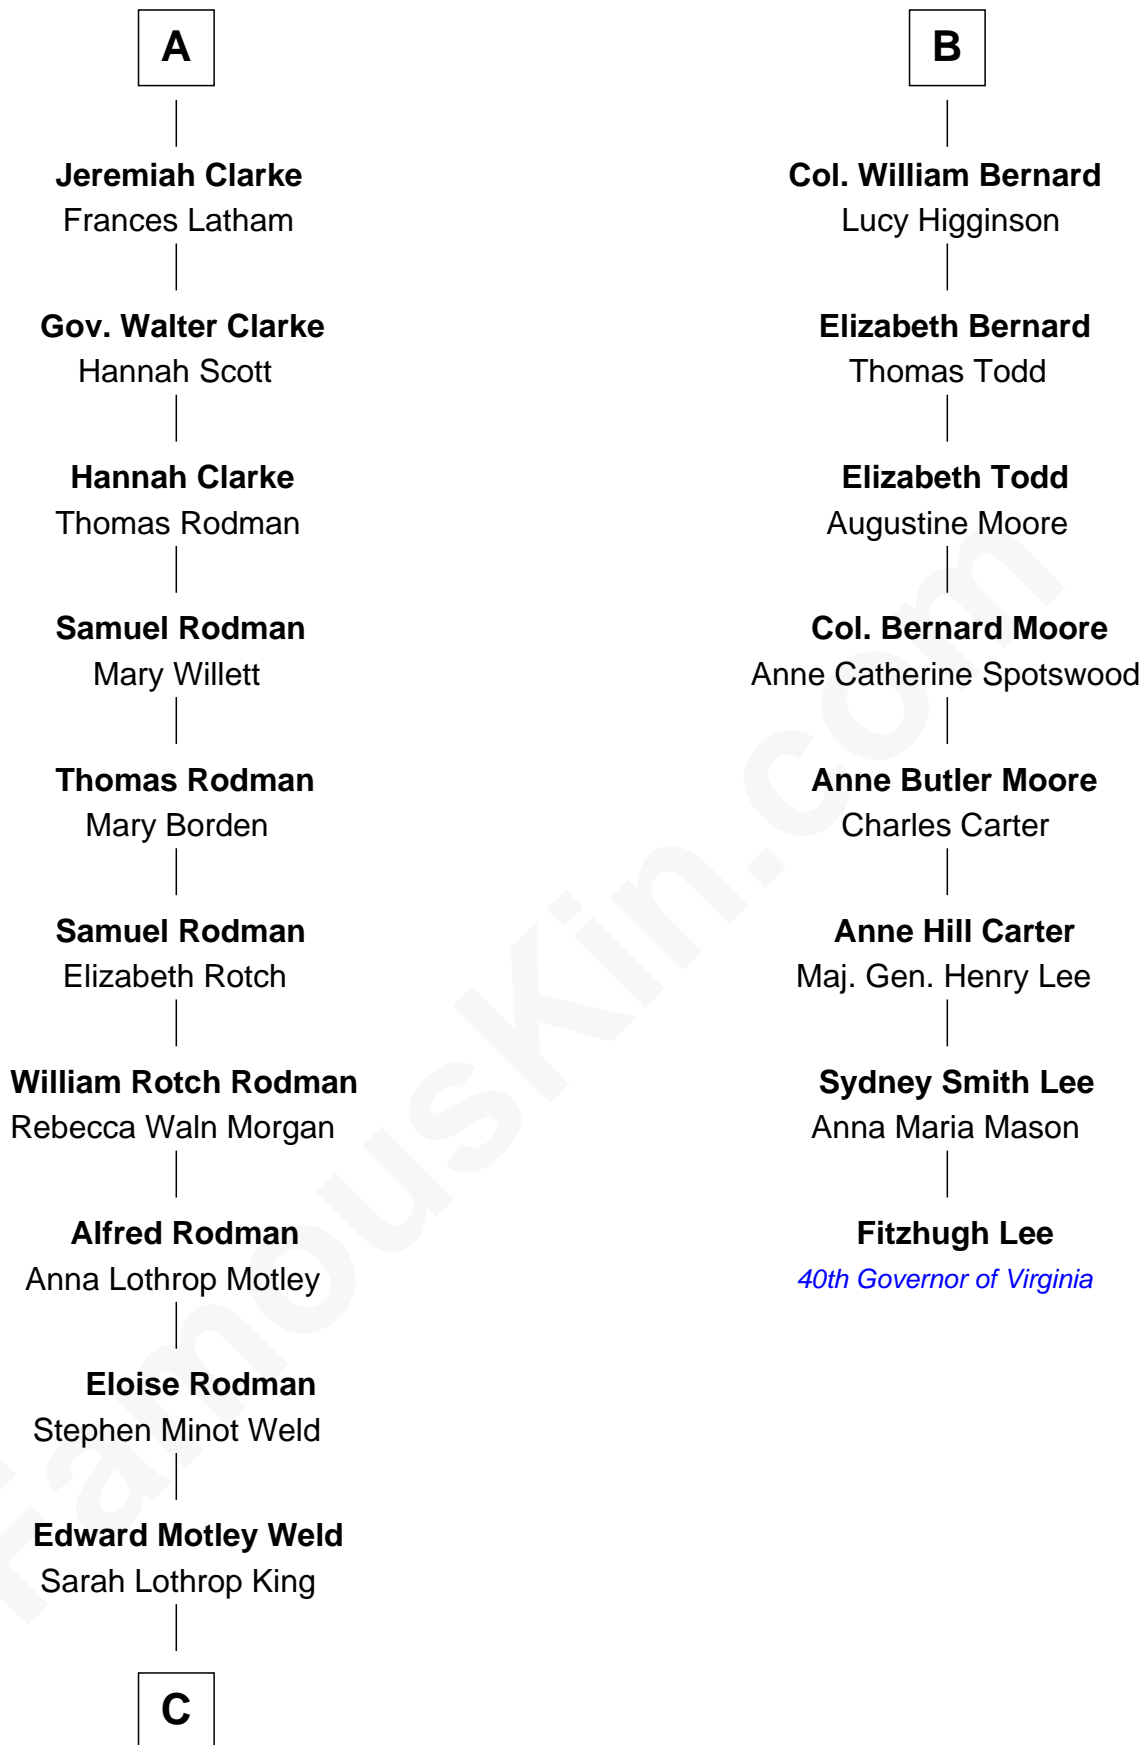 A
Jeremiah Clarke
Frances Latham
Gov. Walter Clarke
Hannah Scott
Hannah Clarke
Thomas Rodman
Samuel Rodman
Mary Willett
Thomas Rodman
Mary Borden
Samuel Rodman
Elizabeth Rotch
William Rotch Rodman
Rebecca Waln Morgan
Alfred Rodman
Anna Lothrop Motley
Eloise Rodman
Stephen Minot Weld
Edward Motley Weld
Sarah Lothrop King
C
B
Col. William Bernard
Lucy Higginson
Elizabeth Bernard
Thomas Todd
Elizabeth Todd
Augustine Moore
Col. Bernard Moore
Anne Catherine Spotswood
Anne Butler Moore
Charles Carter
Anne Hill Carter
Maj. Gen. Henry Lee
Sydney Smith Lee
Anna Maria Mason
Fitzhugh Lee
40th Governor of Virginia
FamousKin.com